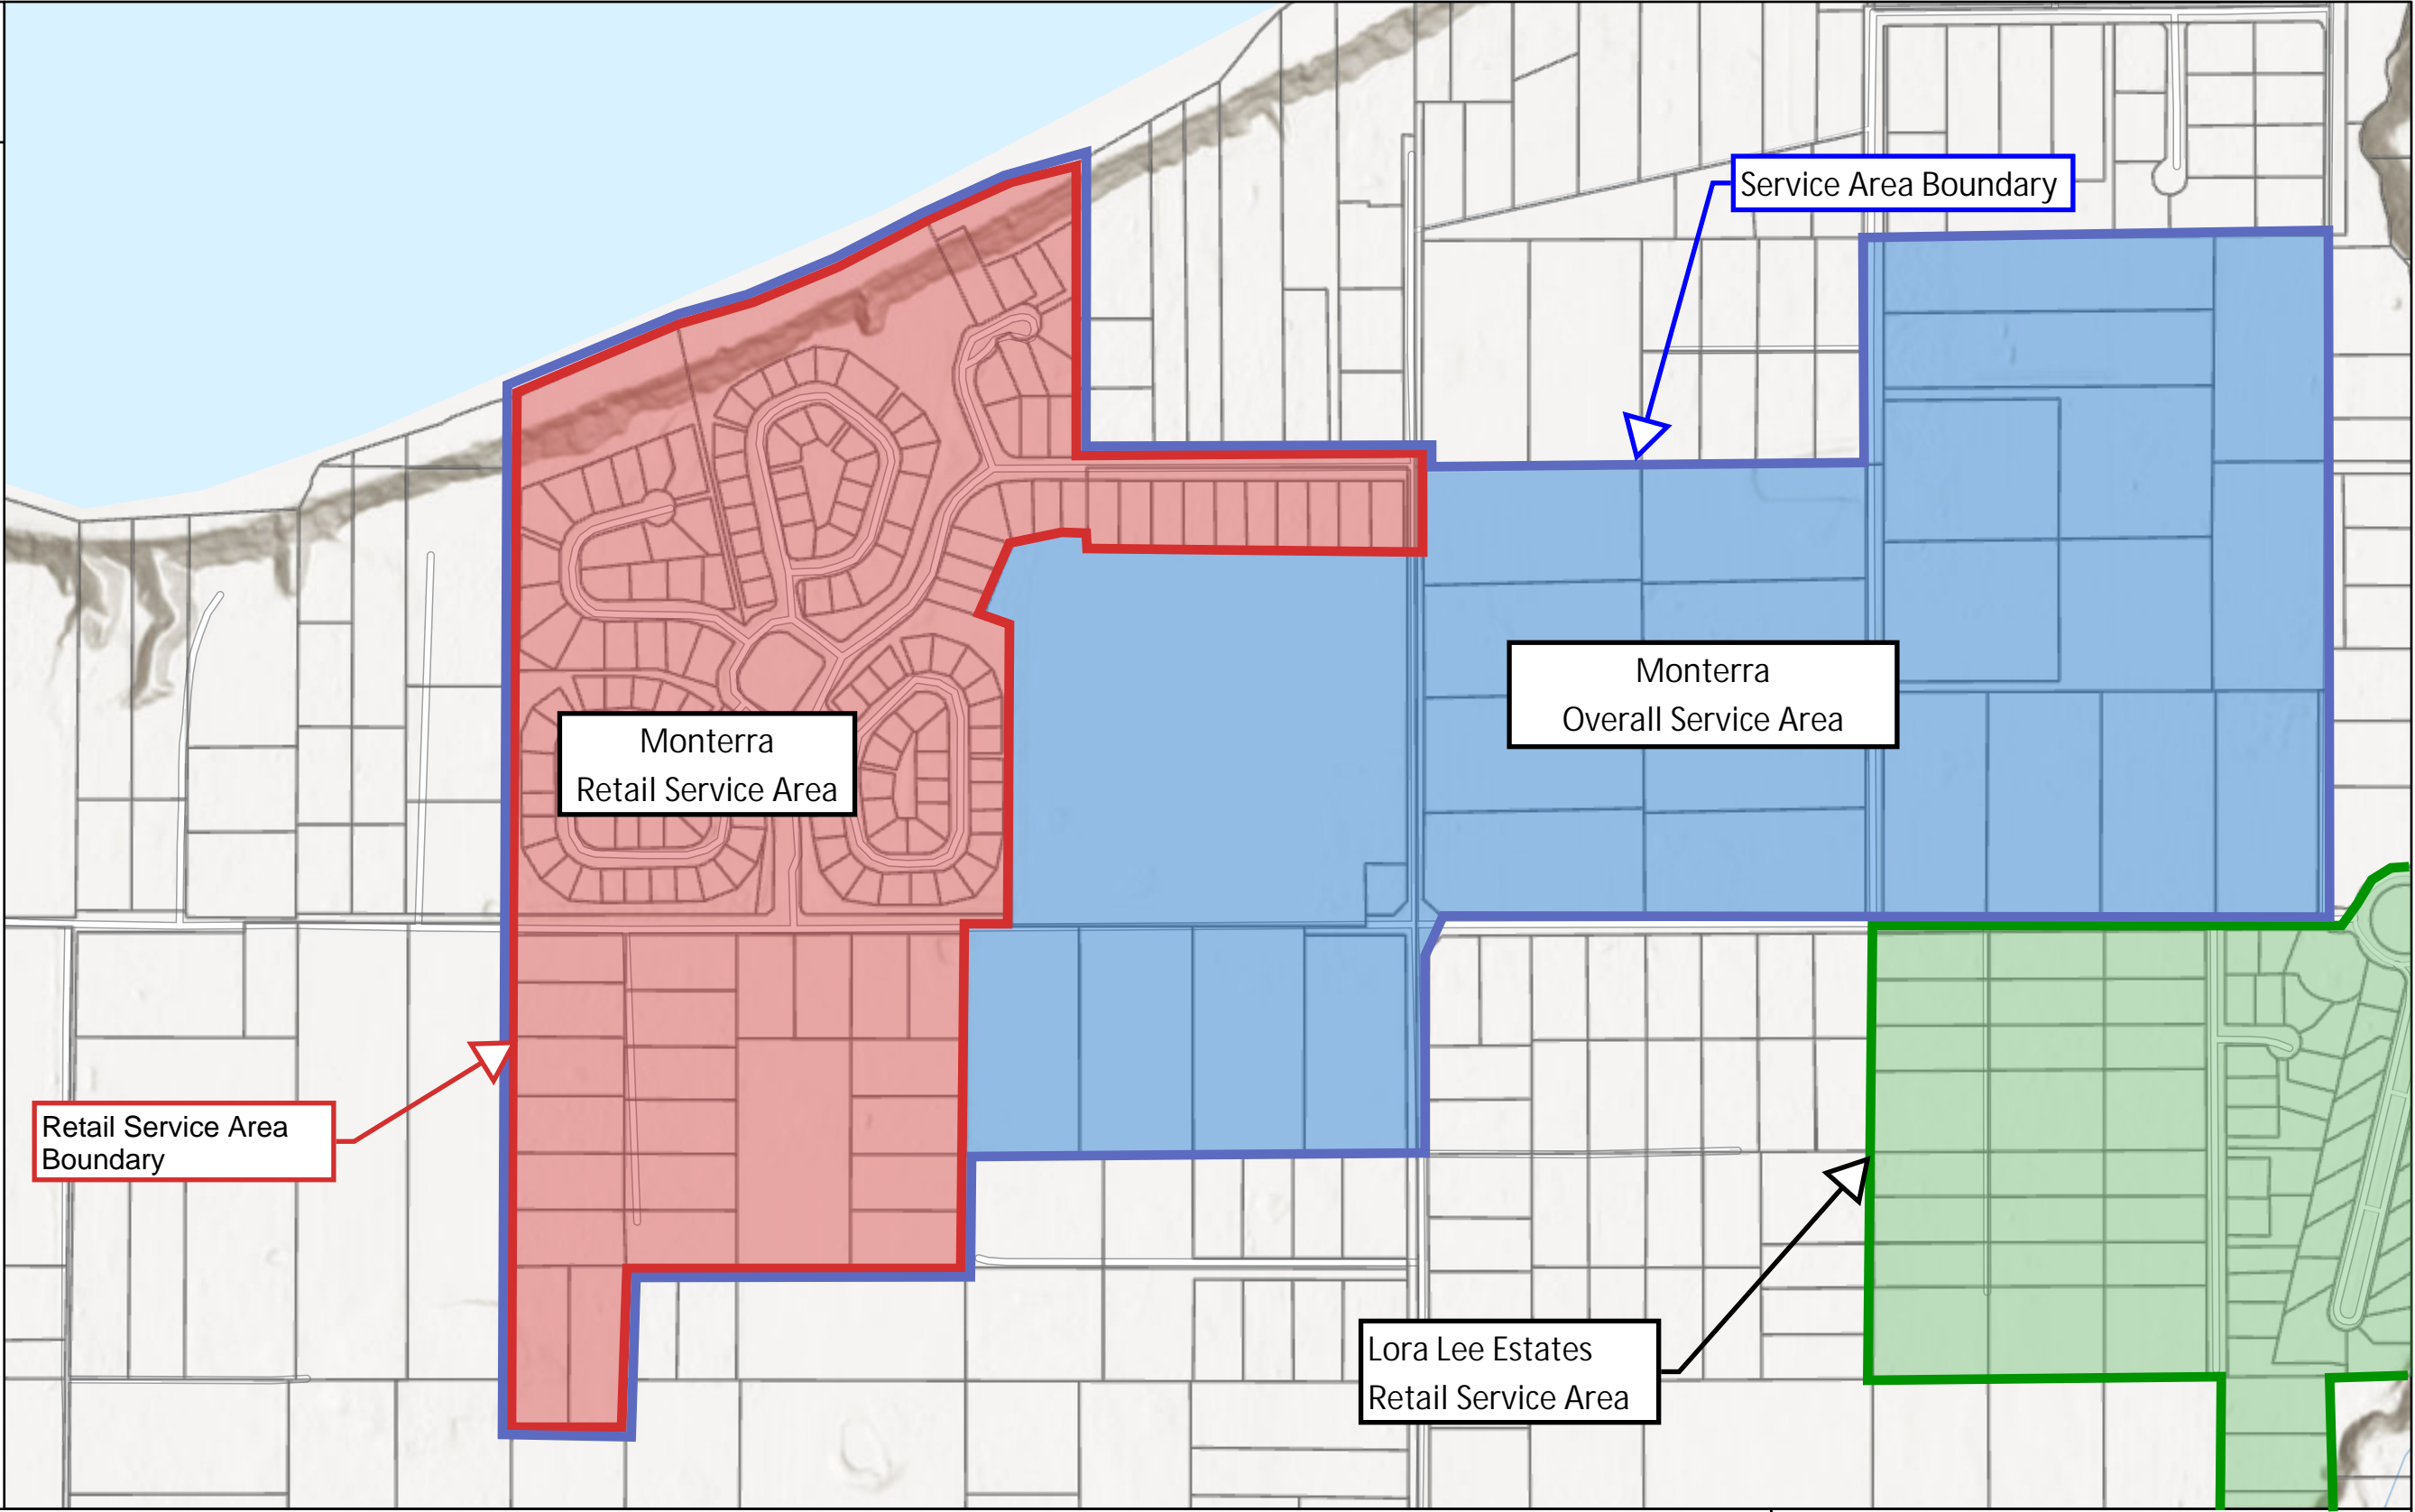 Service Area Boundary
Monterra
Overall Service Area
Monterra
Retail Service Area
Retail Service Area
Boundary
Lora Lee Estates
Retail Service Area